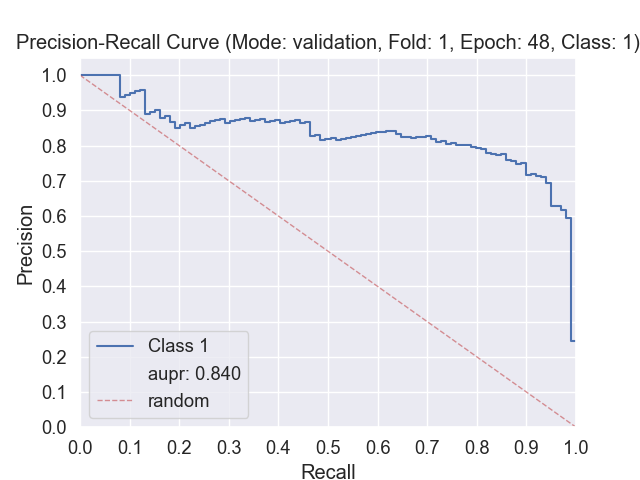 Precision-Recall Curve (Mode: validation, Fold: 1, Epoch: 48, Class: 1)
1.0
0.9
0.8
0.7
0.6
0.5
0.4
0.3
0.2
0.1
0.0
Precision
Class 1
aupr: 0.840
random
0.0 0.1 0.2 0.3 0.4 0.5 0.6 0.7 0.8 0.9 1.0
Recall